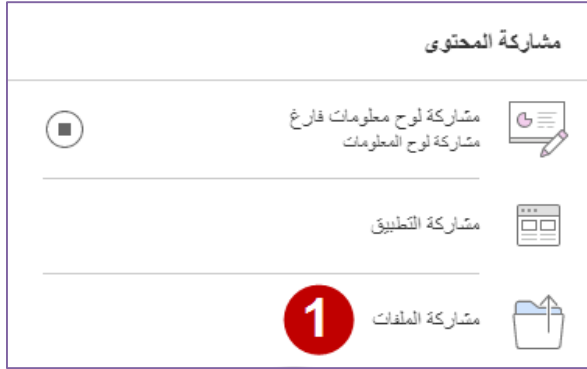 مشاركة المحتوى
مشاركة لوح معلومات فارغ
مشاركة لوح المعلومات
مشاركة التطبيق
مشاركة الملفات
1